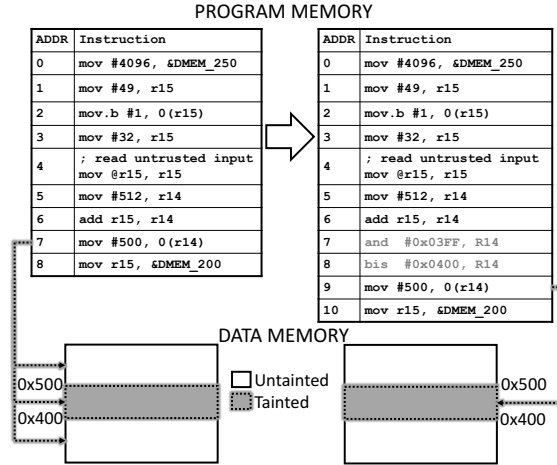 PROGRAM MEMORY
ADDR Instruction
0 mov #4096, &DMEM_250
1 mov #49, r15
2 mov.b #1, 0(r15)
3 mov #32, r15
4 ; read untrusted input
mov @r15, r15
5 mov #512, r14
6 add r15, r14
7 mov #500, 0(r14)
8 mov r15, &DMEM_200
ADDR Instruction
0 mov #4096, &DMEM_250
1 mov #49, r15
2 mov.b #1, 0(r15)
3 mov #32, r15
4 ; read untrusted input
mov @r15, r15
5 mov #512, r14
6 add r15, r14
7 and #0x03FF, R14
8 bis #0x0400, R14
9 mov #500, 0(r14)
10 mov r15, &DMEM_200
DATA MEMORY
0x500
0x400
Untainted
Tainted
0x500
0x400